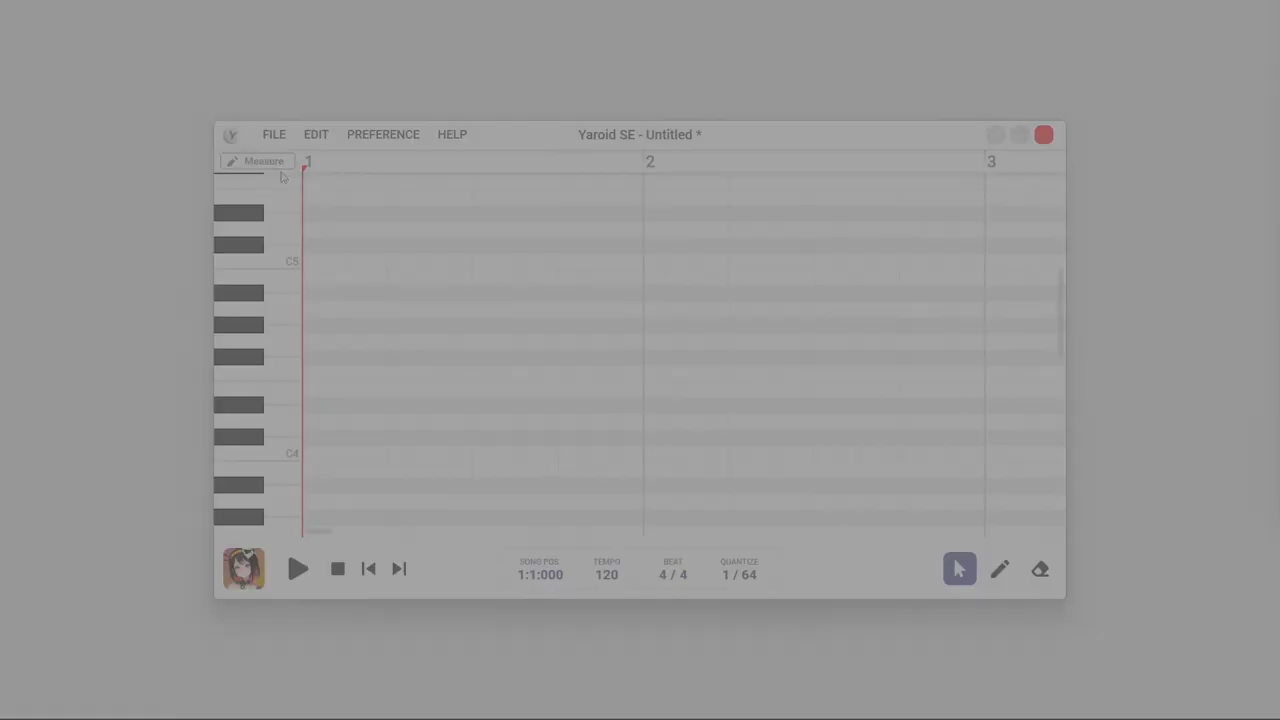 Y FILE EDIT PREFERENCE HELP Yaroid SE - Untitled *
Measure 1 2 3
C5
C4
SONG POS TEMPO BEAT QUANTIZE
1:1:000 120 4 / 4 1 / 64